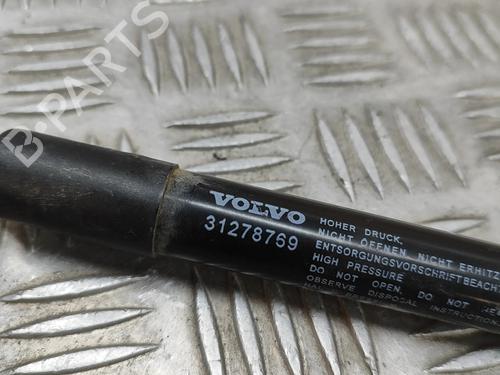 B-PARTS
VOLVO
31278769
HOHER DRUCK.
NICHT ÖFFNEN. NICHT ERHITZ
ENTSORGUNGSVORSCHRIFT BEACHT
HIGH PRESSURE
DO NOT OPEN. DO NOT
OBSERVE DISPOSAL INSTRUCTION